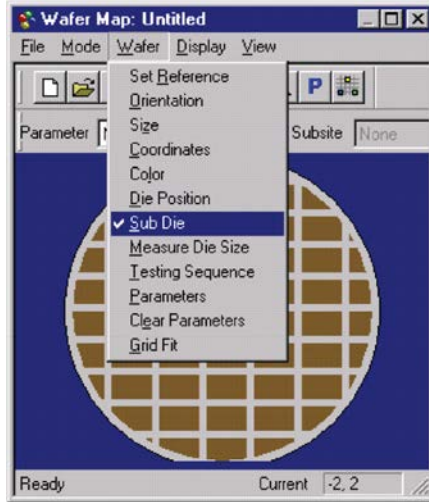 Wafer Map: Untitled
File Mode Wafer Display View
P
Parameter Subsite None
Set Reference
Orientation
Size
Coordinates
Color
Die Position
✓ Sub Die
Measure Die Size
Testing Sequence
Parameters
Clear Parameters
Grid Fit
Ready Current -2, 2